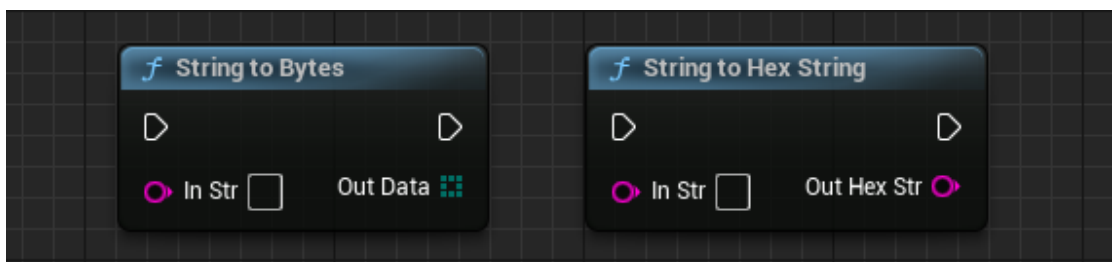 f String to Bytes
In Str
Out Data
f String to Hex String
In Str
Out Hex Str